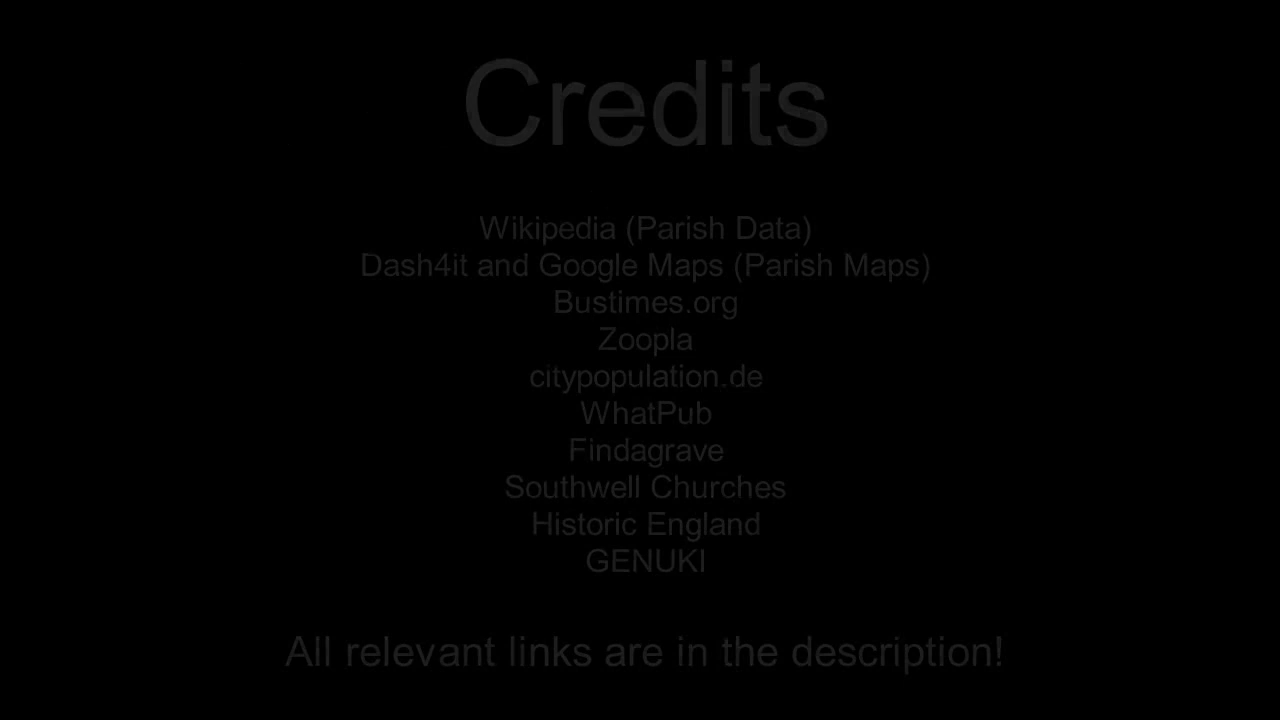 Credits
Wikipedia (Parish Data)
Dash4it and Google Maps (Parish Maps)
Bustimes.org
Zoopla
citypopulation.de
WhatPub
Findagrave
Southwell Churches
Historic England
GENUKI
All relevant links are in the description!